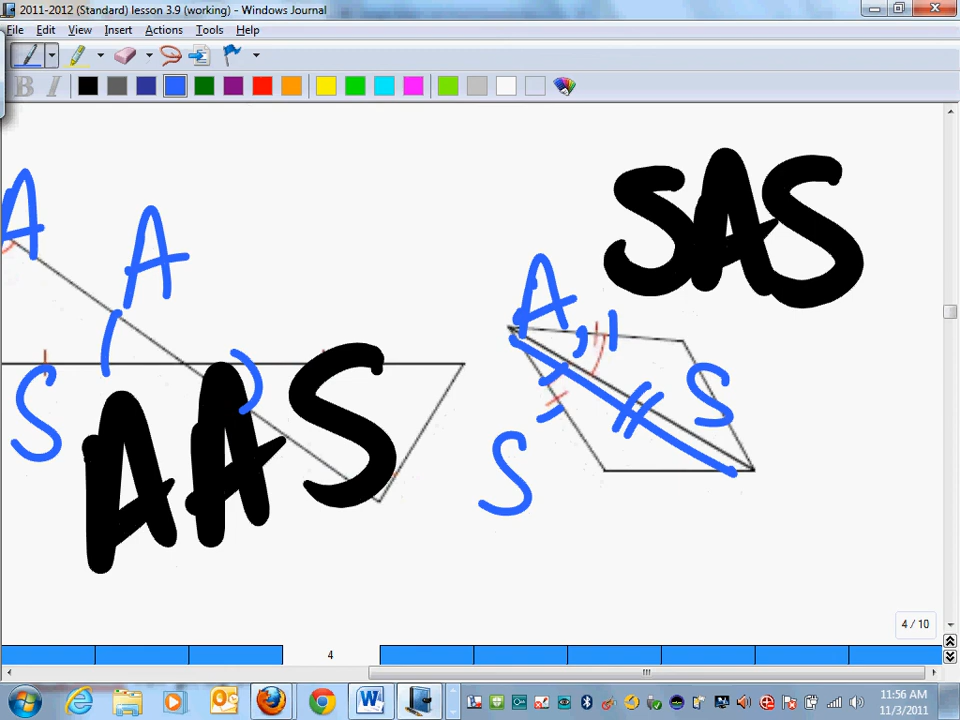 2011-2012 (Standard) lesson 3.9 (working) - Windows Journal
File Edit View Insert Actions Tools Help
B I
SAS
A
A
A
S
S
S
AAS
4 / 10
4
W
11:56 AM
11/3/2011